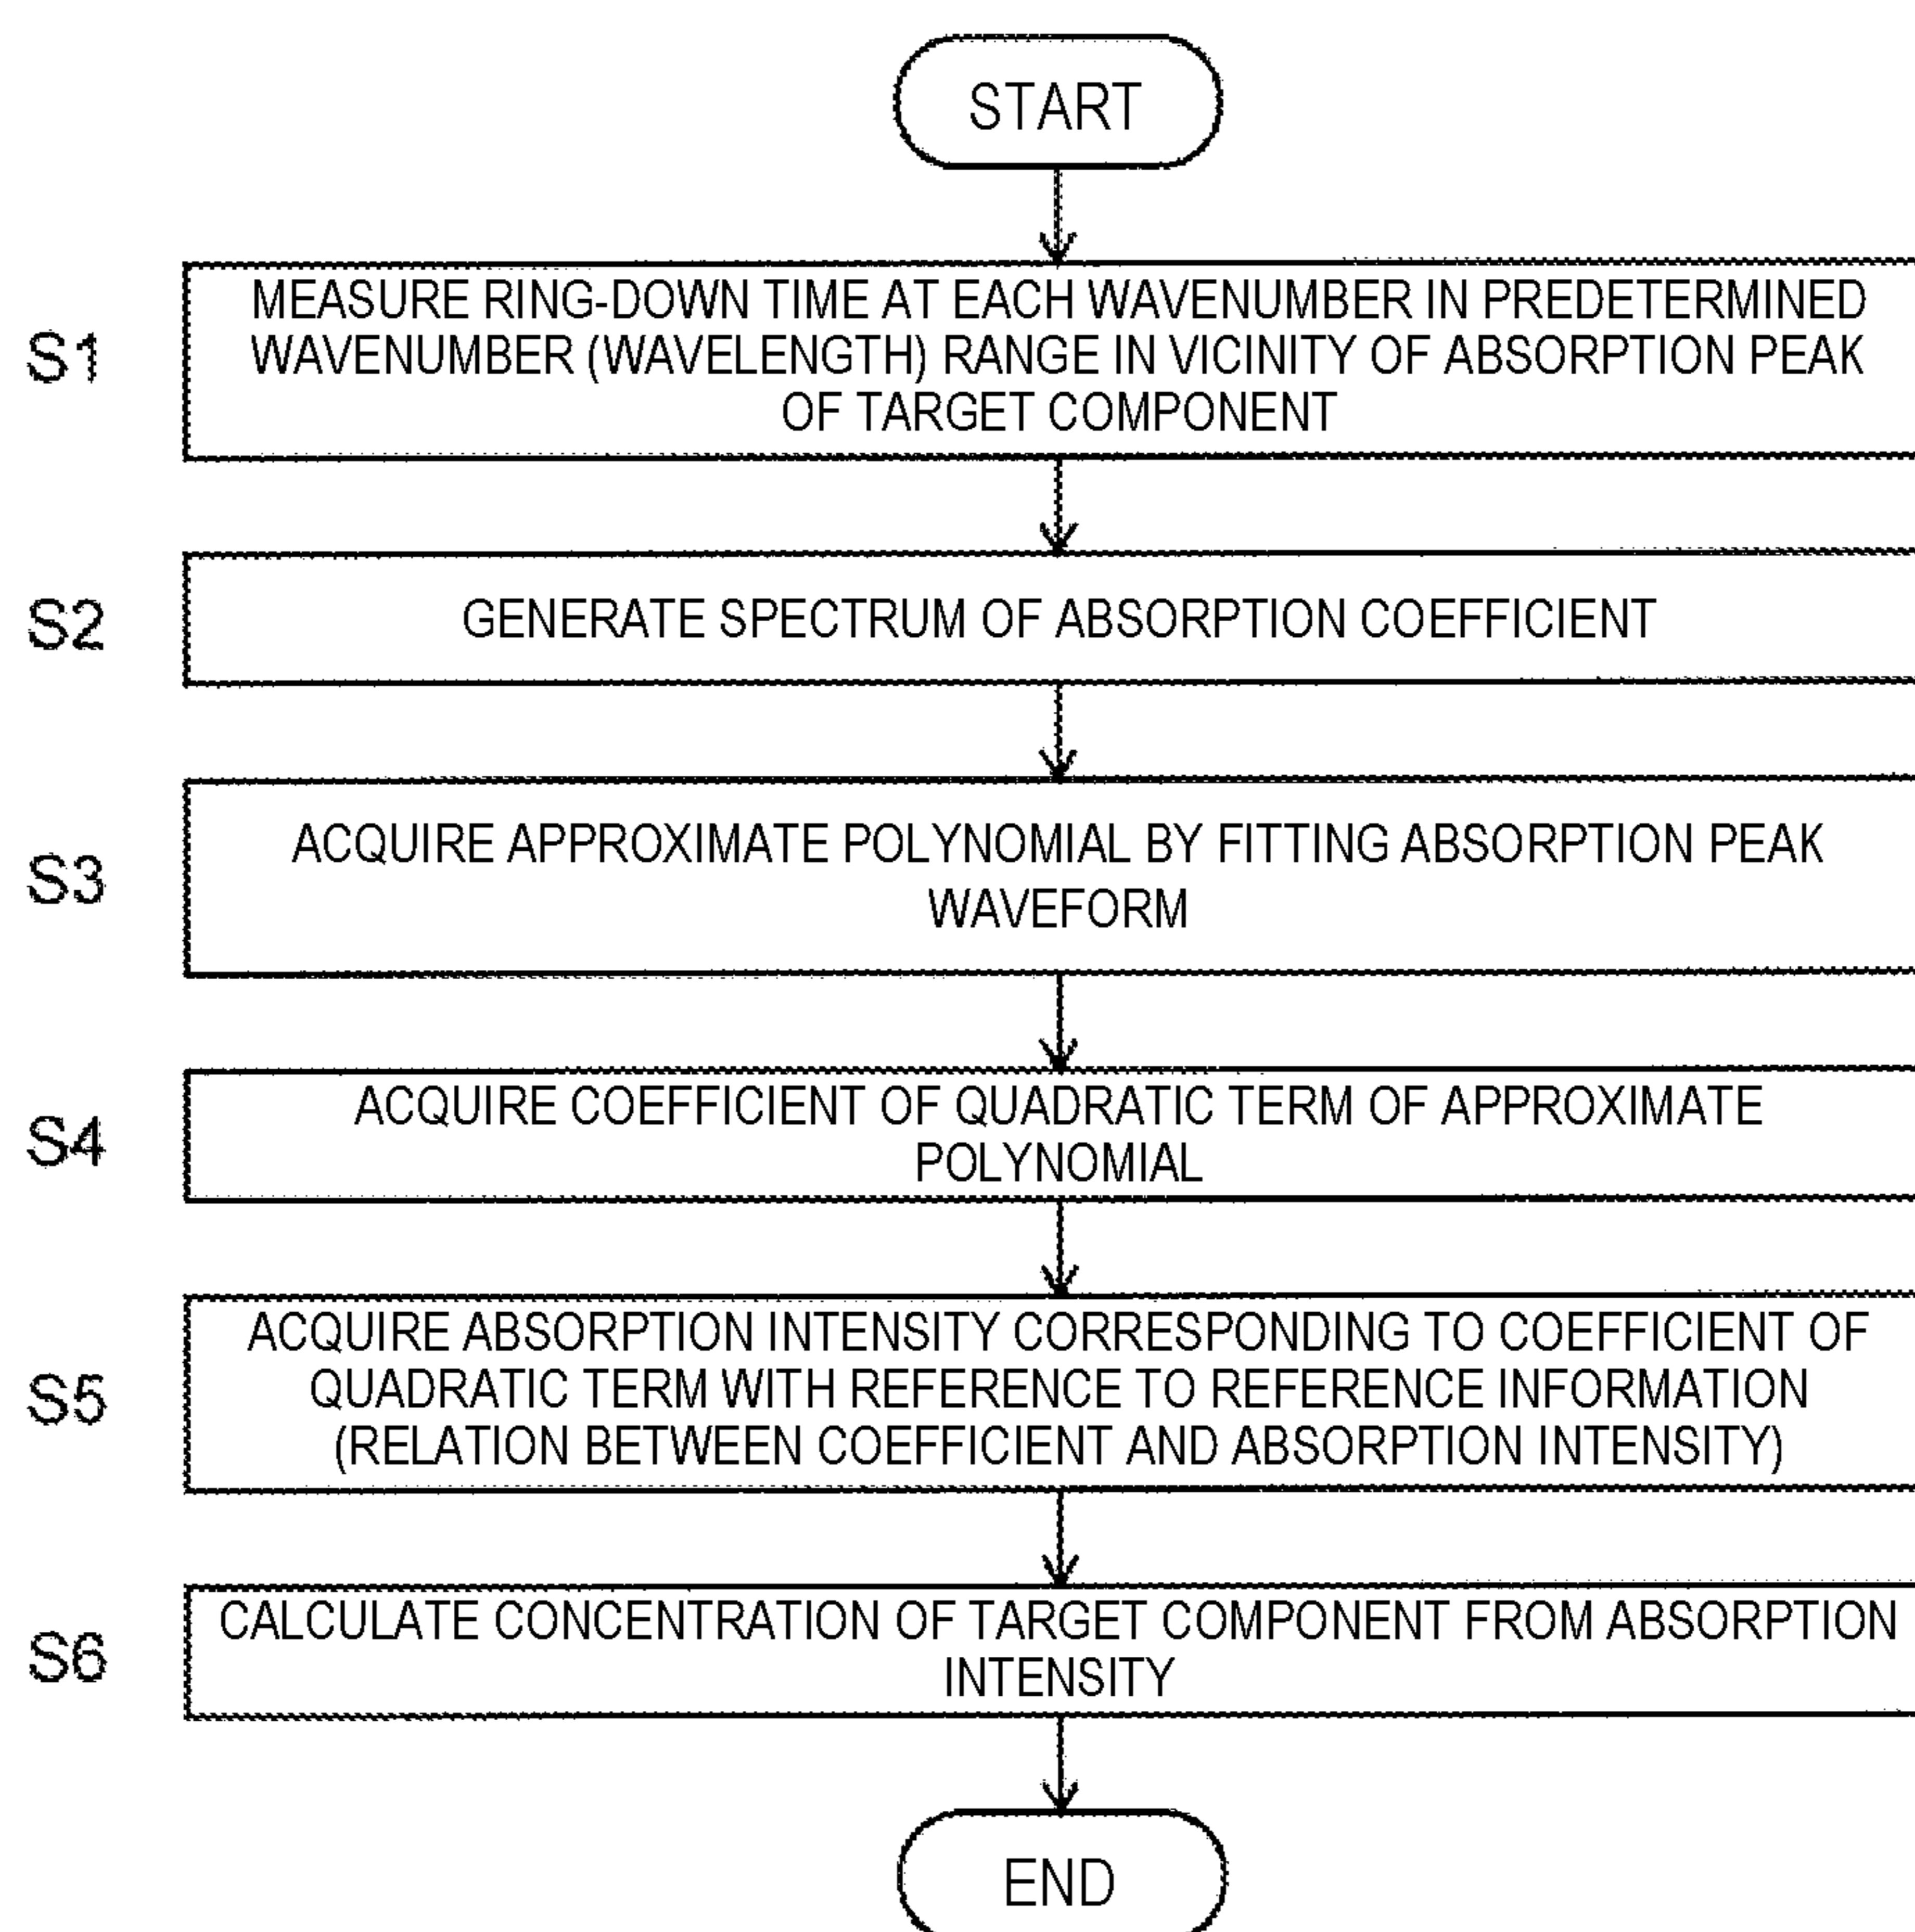 START
S1
MEASURE RING-DOWN TIME AT EACH WAVENUMBER IN PREDETERMINED
WAVENUMBER (WAVELENGTH) RANGE IN VICINITY OF ABSORPTION PEAK
OF TARGET COMPONENT
S2
GENERATE SPECTRUM OF ABSORPTION COEFFICIENT
S3
ACQUIRE APPROXIMATE POLYNOMIAL BY FITTING ABSORPTION PEAK
WAVEFORM
S4
ACQUIRE COEFFICIENT OF QUADRATIC TERM OF APPROXIMATE
POLYNOMIAL
S5
ACQUIRE ABSORPTION INTENSITY CORRESPONDING TO COEFFICIENT OF
QUADRATIC TERM WITH REFERENCE TO REFERENCE INFORMATION
(RELATION BETWEEN COEFFICIENT AND ABSORPTION INTENSITY)
S6
CALCULATE CONCENTRATION OF TARGET COMPONENT FROM ABSORPTION
INTENSITY
END